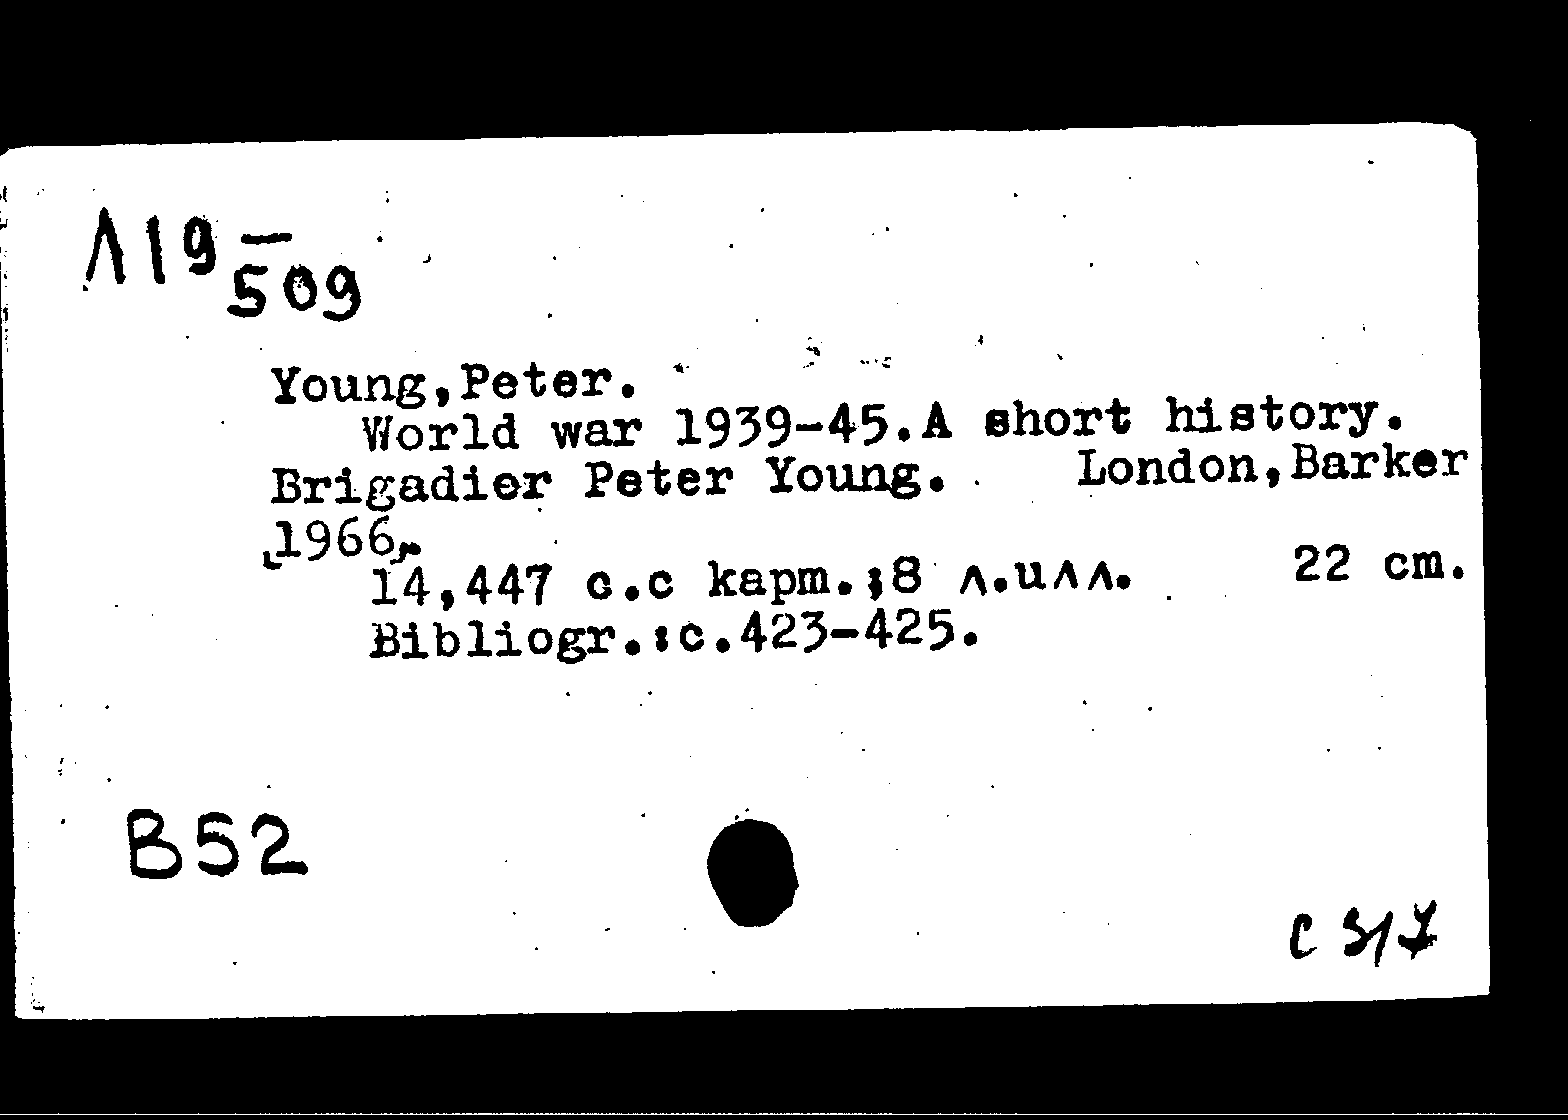 Л19 —
509
Young,Peter.
World war 1939-45.A short history.
Brigadier Peter Young. London,Barker
[1966].
14,447 с.с карт.;8 л.илл. 22 cm.
Bibliogr.:с.423-425.
B52